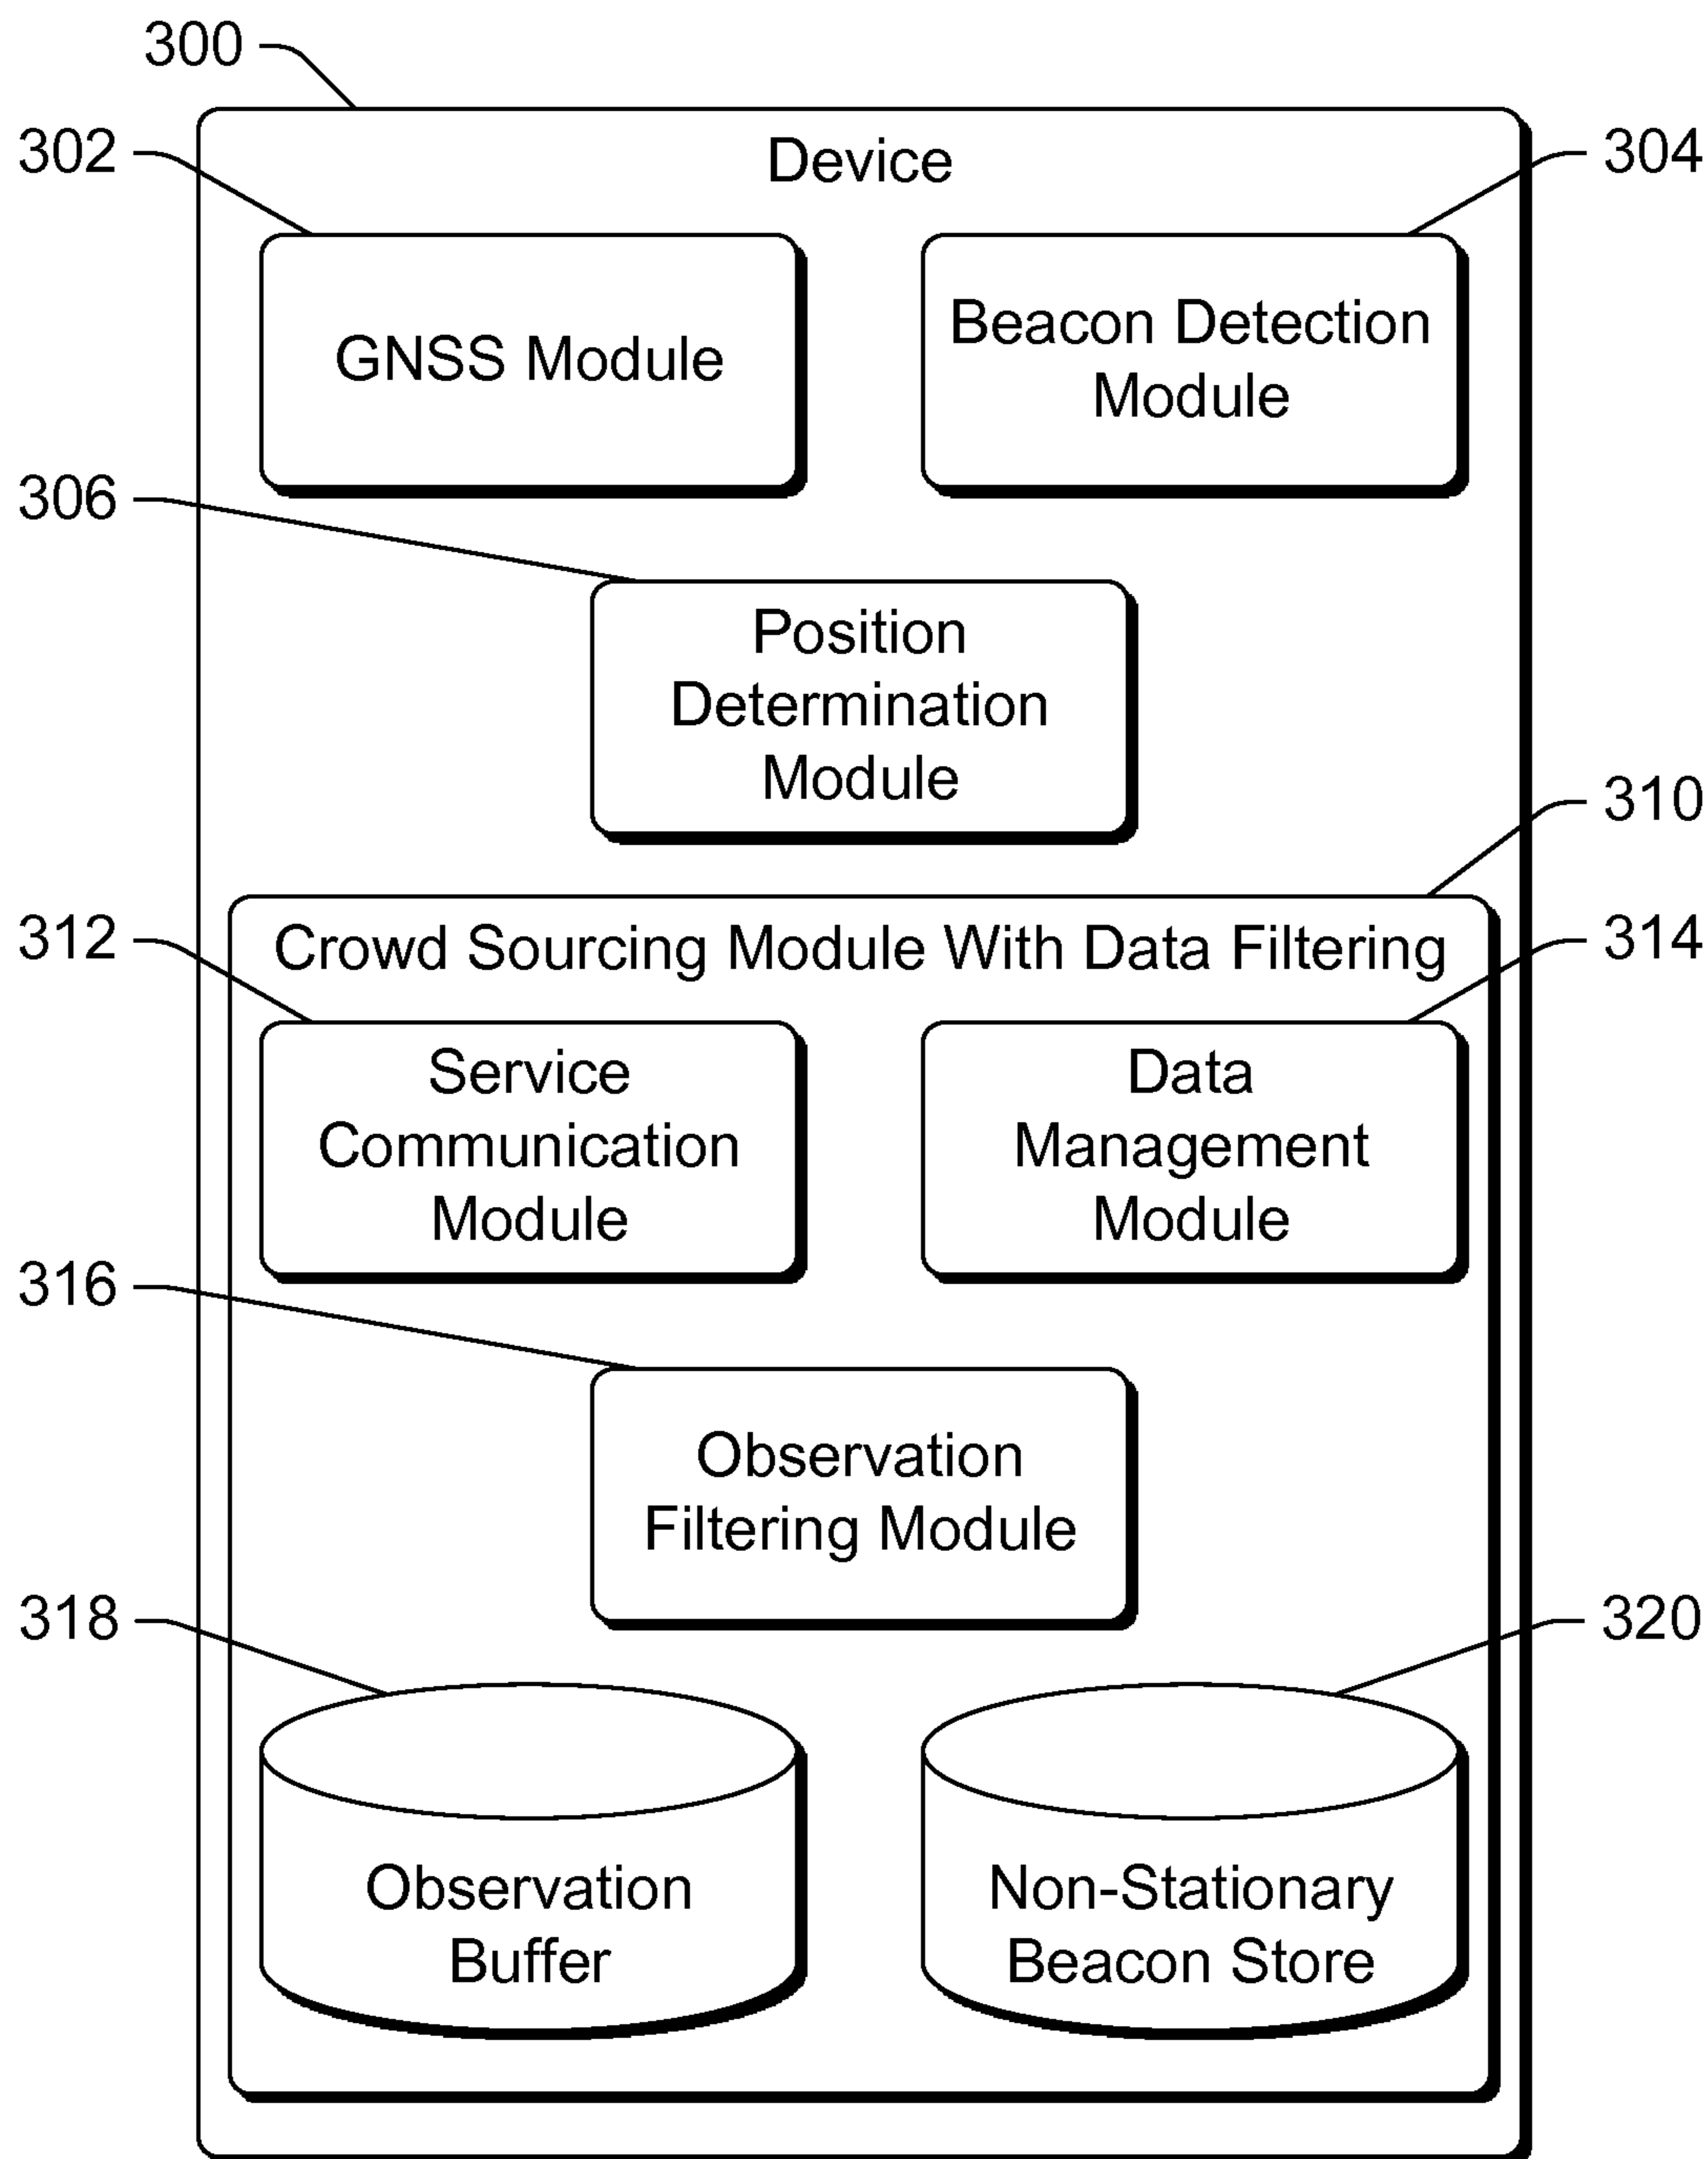 300
302
Device
304
GNSS Module
Beacon Detection
Module
306
Position
Determination
Module
310
312
Crowd Sourcing Module With Data Filtering
314
Service
Communication
Module
Data
Management
Module
316
Observation
Filtering Module
318
320
Observation
Buffer
Non-Stationary
Beacon Store